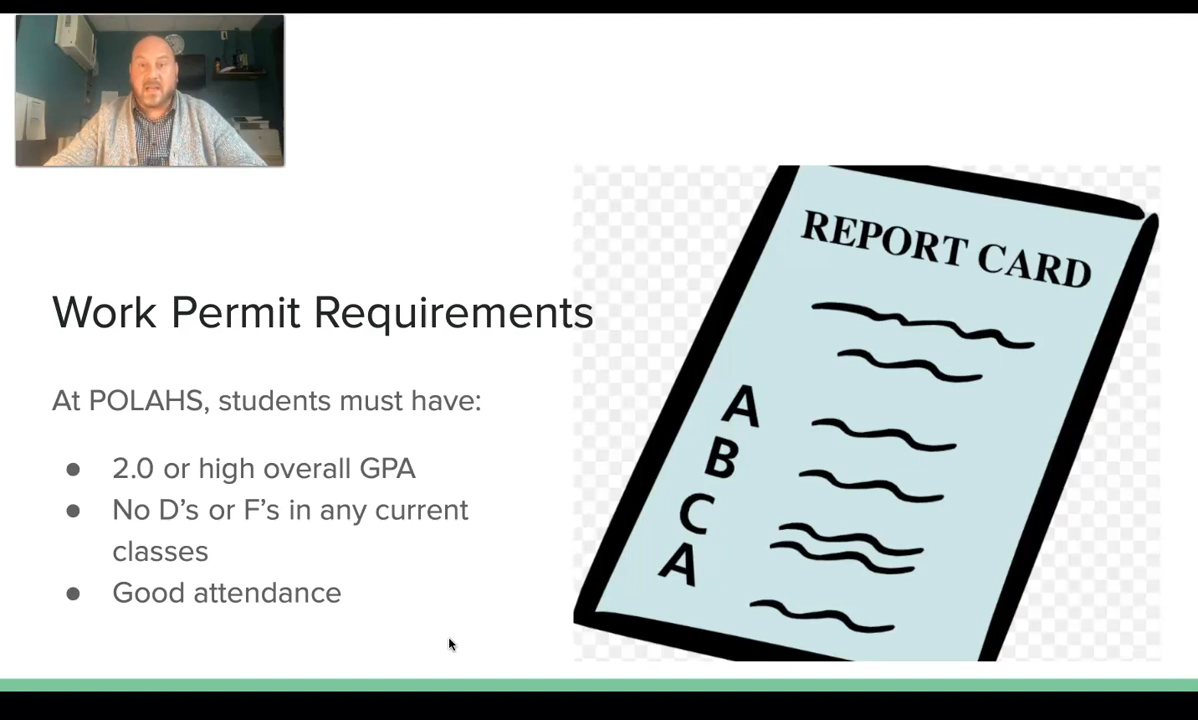 Work Permit Requirements
At POLAHS, students must have:
● 2.0 or high overall GPA
● No D’s or F’s in any current
classes
● Good attendance
REPORT CARD
A
B
C
A